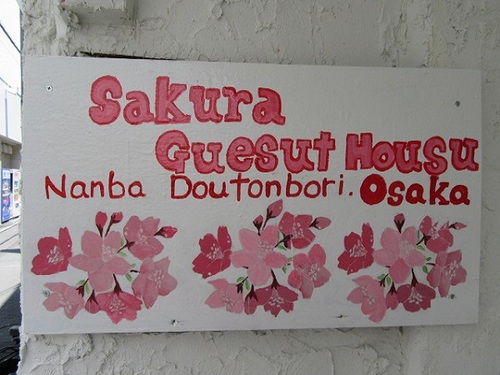 Sakura
Guesut Housu
Nanba Doutonbori. Osaka